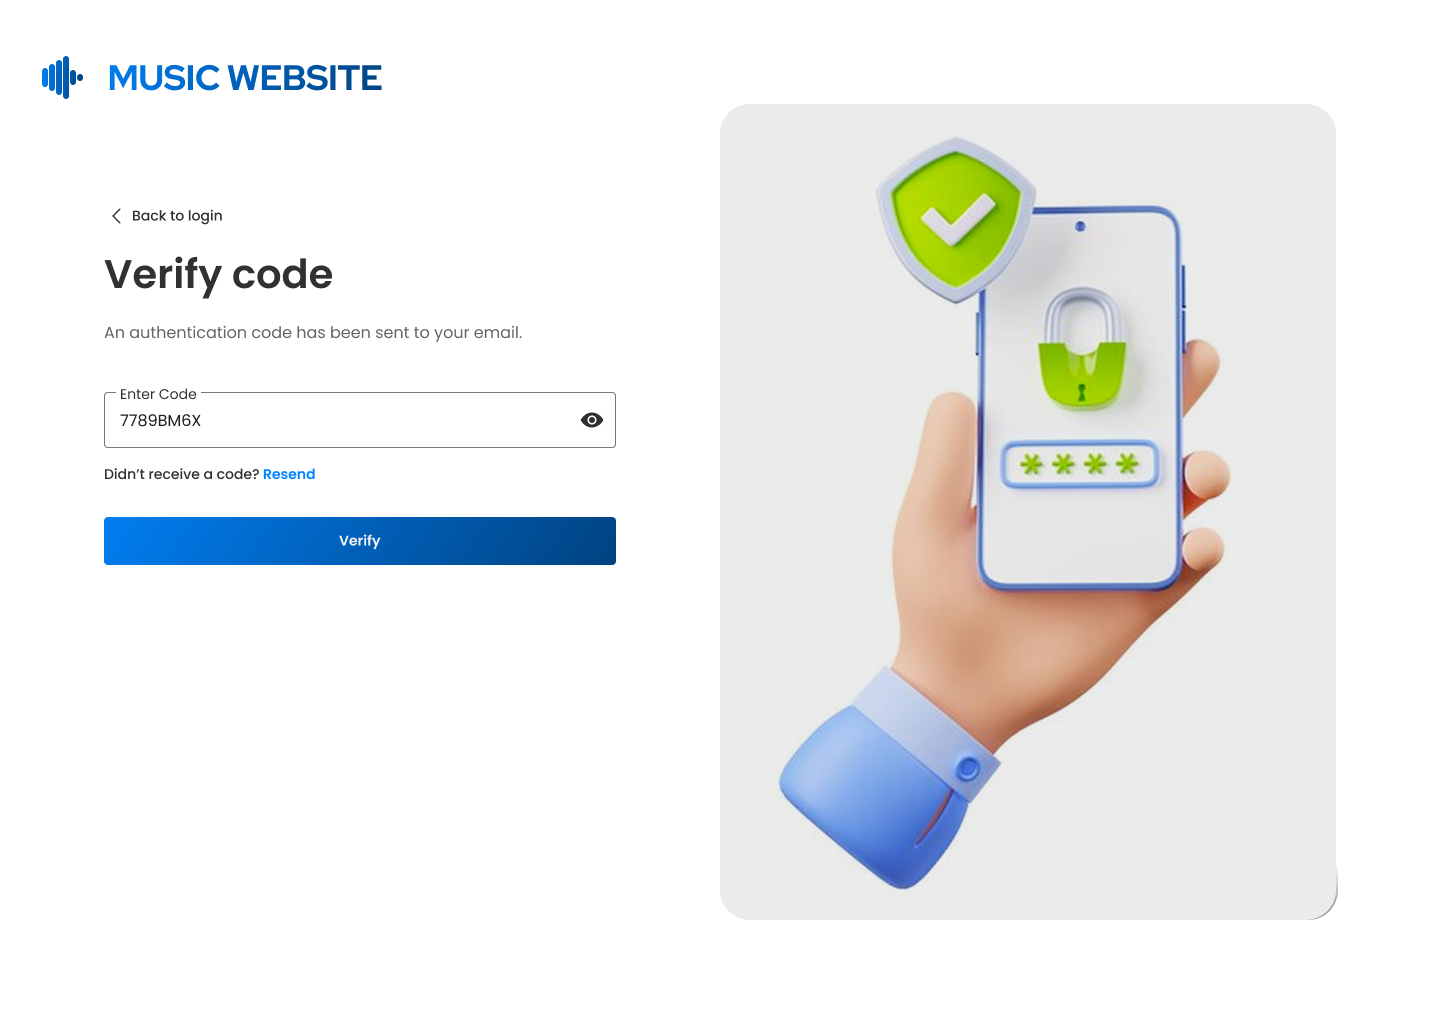 MUSIC WEBSITE
Back to login
Verify code
An authentication code has been sent to your email.
Enter Code
7789BM6X
Didn’t receive a code? Resend
Verify
* * * *